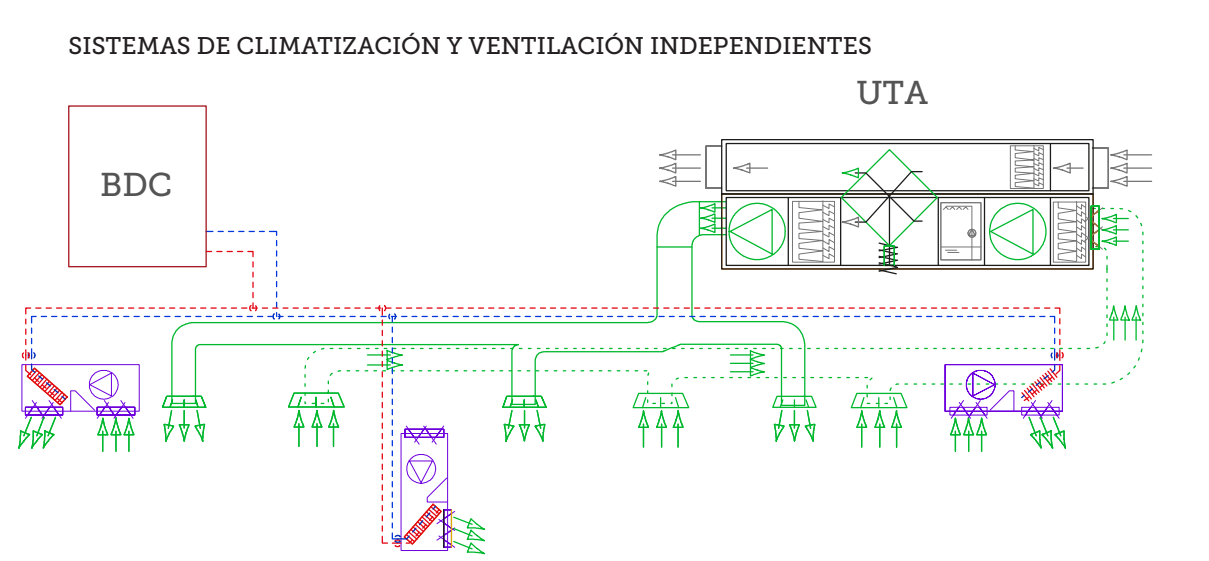 SISTEMAS DE CLIMATIZACIÓN Y VENTILACIÓN INDEPENDIENTES
UTA
BDC